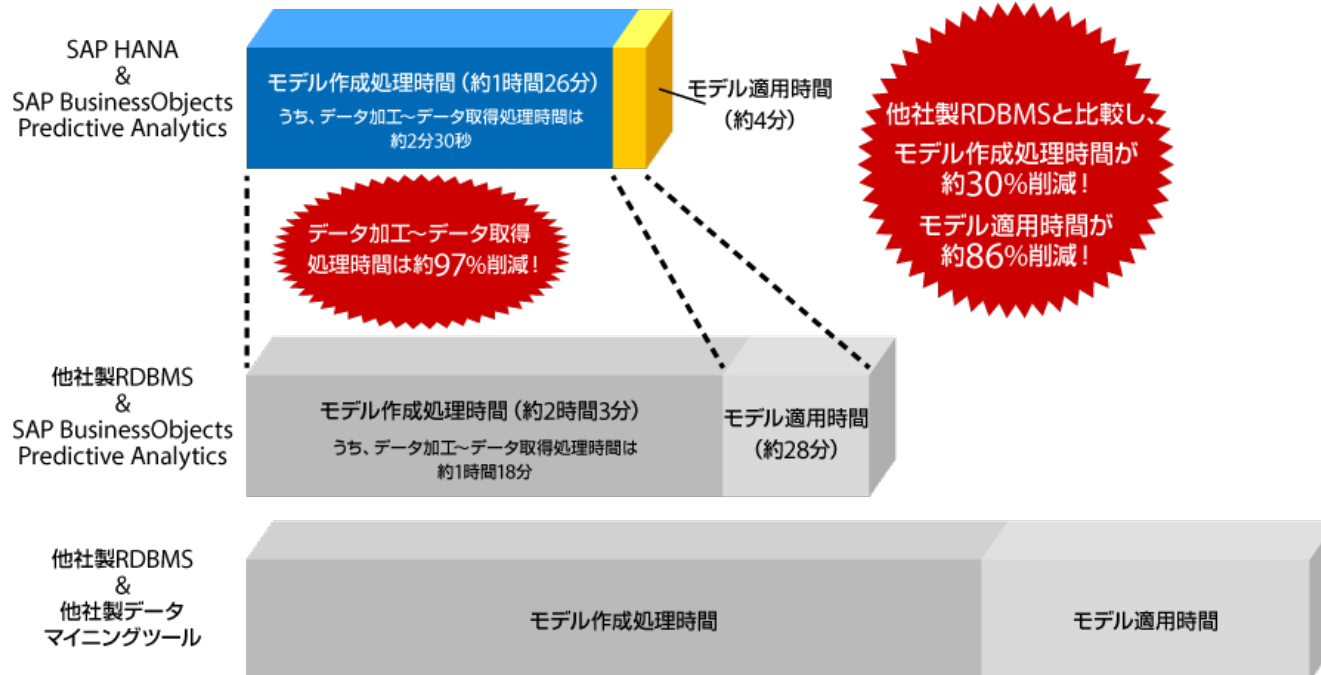 SAP HANA
&
SAP BusinessObjects
Predictive Analytics
モデル作成処理時間（約1時間26分）
うち、データ加工～データ取得処理時間は
約2分30秒
モデル適用時間
（約4分）
他社製RDBMSと比較し、
モデル作成処理時間が
約30%削減！
モデル適用時間が
約86%削減！
データ加工～データ取得
処理時間は約97%削減！
他社製RDBMS
&
SAP BusinessObjects
Predictive Analytics
モデル作成処理時間（約2時間3分）
うち、データ加工～データ取得処理時間は
約1時間18分
モデル適用時間
（約28分）
他社製RDBMS
&
他社製データ
マイニングツール
モデル作成処理時間
モデル適用時間